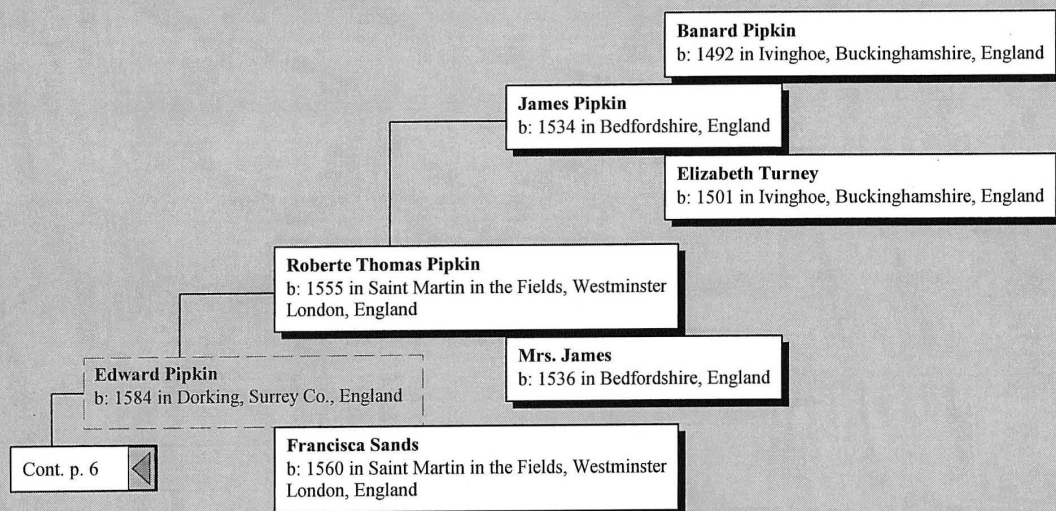 Banard Pipkin
b: 1492 in Ivinghoe, Buckinghamshire, England
James Pipkin
b: 1534 in Bedfordshire, England
Elizabeth Turney
b: 1501 in Ivinghoe, Buckinghamshire, England
Roberte Thomas Pipkin
b: 1555 in Saint Martin in the Fields, Westminster
London, England
Mrs. James
b: 1536 in Bedfordshire, England
Edward Pipkin
b: 1584 in Dorking, Surrey Co., England
Francisca Sands
b: 1560 in Saint Martin in the Fields, Westminster
London, England
Cont. p. 6